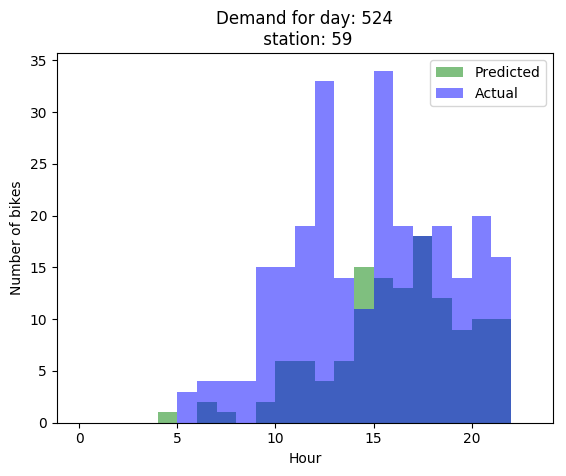 Demand for day: 524
station: 59
Predicted
Actual
35
30
25
20
15
10
5
0
Number of bikes
0 5 10 15 20
Hour